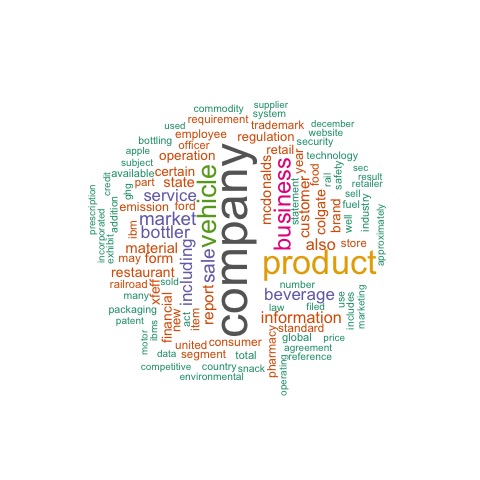 commodity
supplier
system
requirement
used
trademark
december
employee
website
bottling
officer
regulation
security
apple
operation
retail
technology
subject
certain
available
part
state
credit
service
ghg
emission
ford
prescription
addition
market
incorporated
exhibit
ibm
bottler
material
may
form
restaurant
railroad
sold
many
xleff
packaging
patent
financial
new
act
item
report
including
sale
vehicle
company
business
mcdonalds
statement
customer
year
colgate
food
rail
brand
safety
sec
result
retailer
sell
fuel
well
industry
approximately
also
store
product
number
beverage
law
filed
use
includes
marketing
information
standard
motor
ibms
united
consumer
global
price
data
segment
total
pharmacy
agreement
reference
competitive
country
snack
environmental
operating